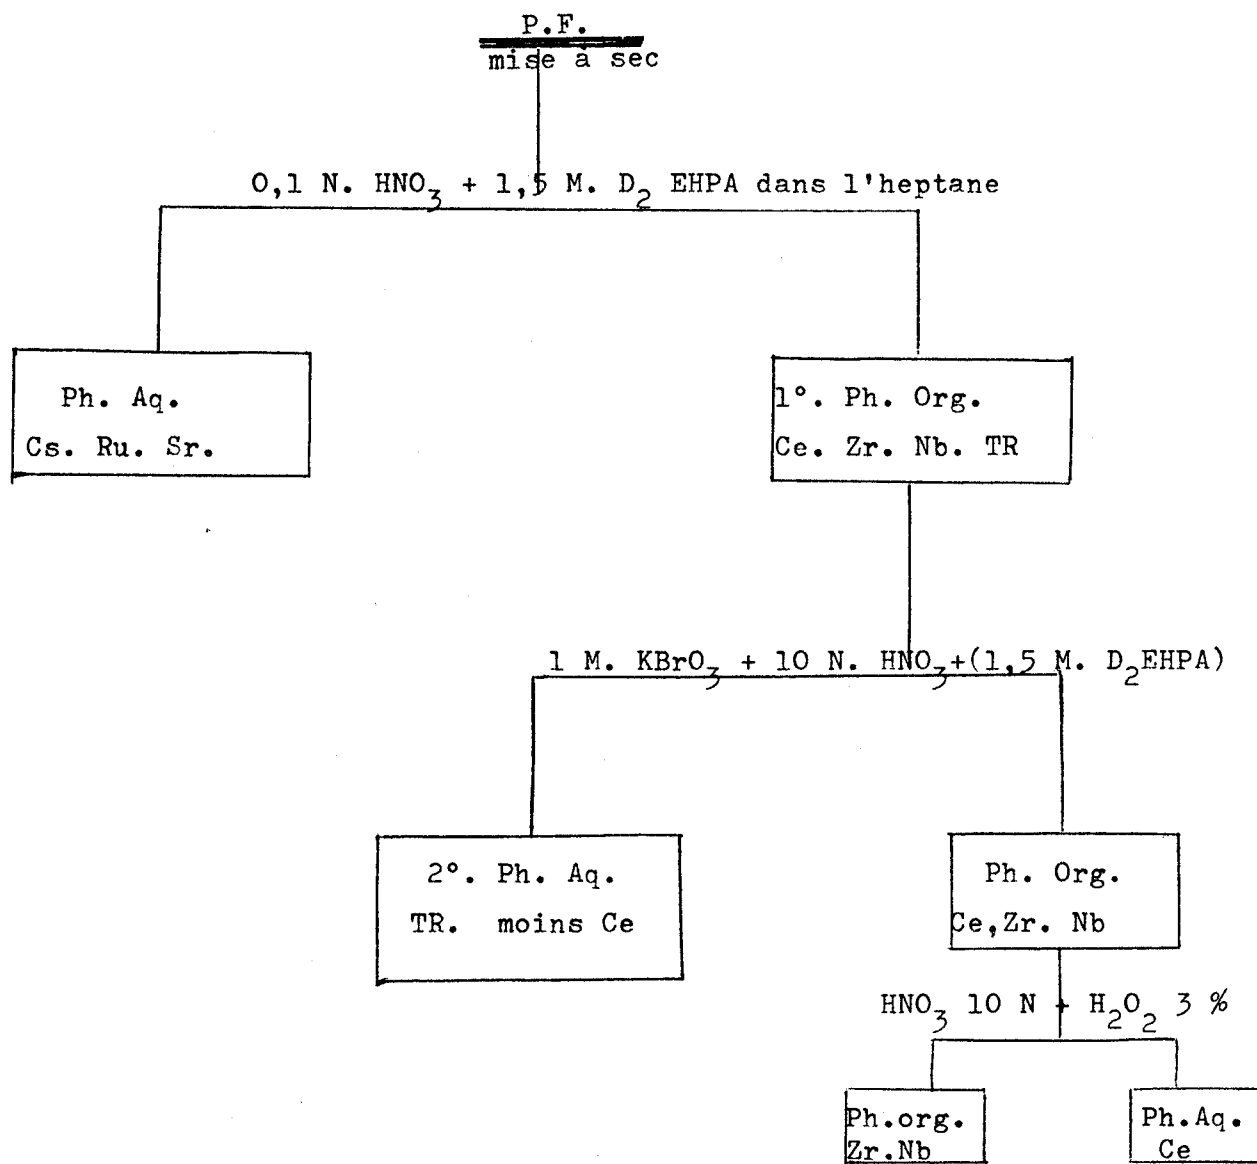 P.F.
mise à sec
0,1 N. HNO₃ + 1,5 M. D₂ EHPA dans l'heptane
Ph. Aq.
Cs. Ru. Sr.
1°. Ph. Org.
Ce. Zr. Nb. TR
1 M. KBrO₃ + 10 N. HNO₃+(1,5 M. D₂EHPA)
2°. Ph. Aq.
TR. moins Ce
Ph. Org.
Ce,Zr. Nb
HNO₃ 10 N + H₂O₂ 3 %
Ph.org.
Zr.Nb
Ph.Aq.
Ce